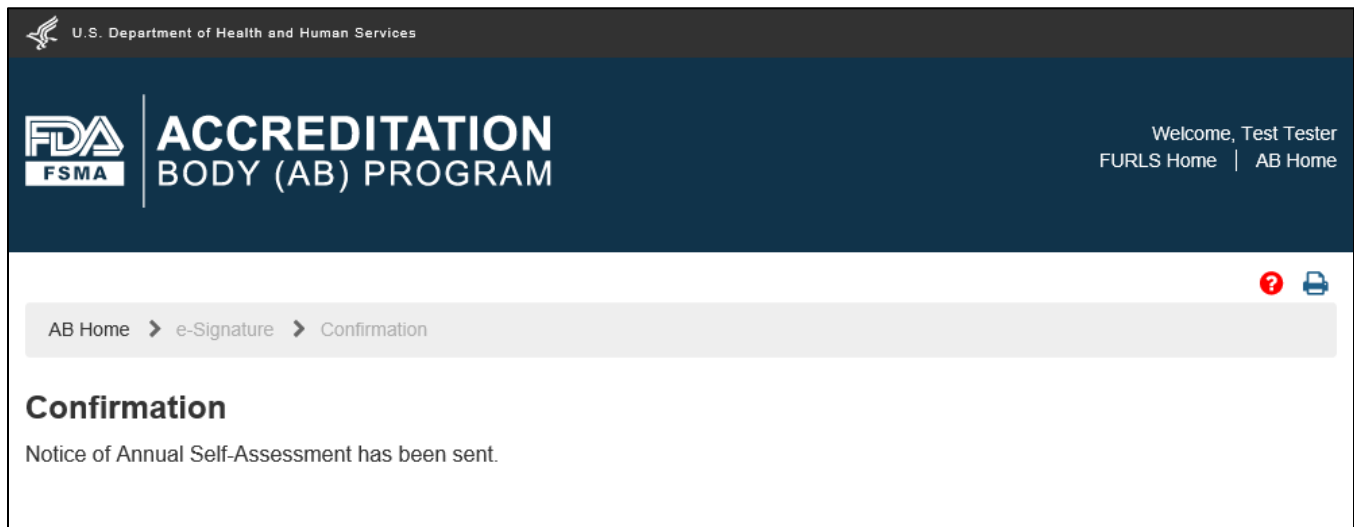 U.S. Department of Health and Human Services
FDA
FSMA
ACCREDITATION
BODY (AB) PROGRAM
Welcome, Test Tester
FURLS Home | AB Home
?
AB Home > e-Signature > Confirmation
Confirmation
Notice of Annual Self-Assessment has been sent.